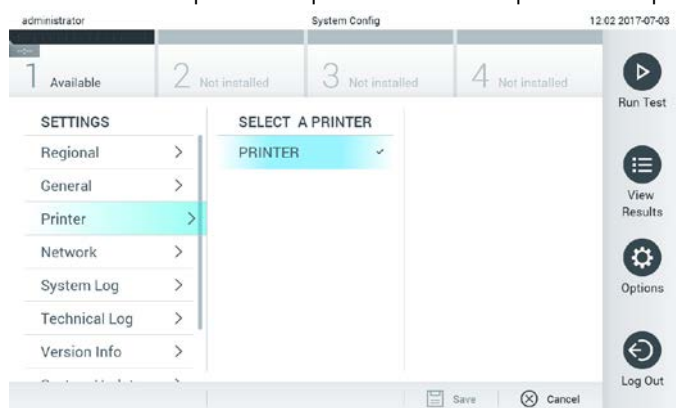 administrator System Config 12:02 2017-07-03
1 Available 2 Not installed 3 Not installed 4 Not installed
Run Test
SETTINGS SELECT A PRINTER
Regional PRINTER
General
View
Results
Printer
Network
System Log
Options
Technical Log
Version Info
Log Out
Save Cancel